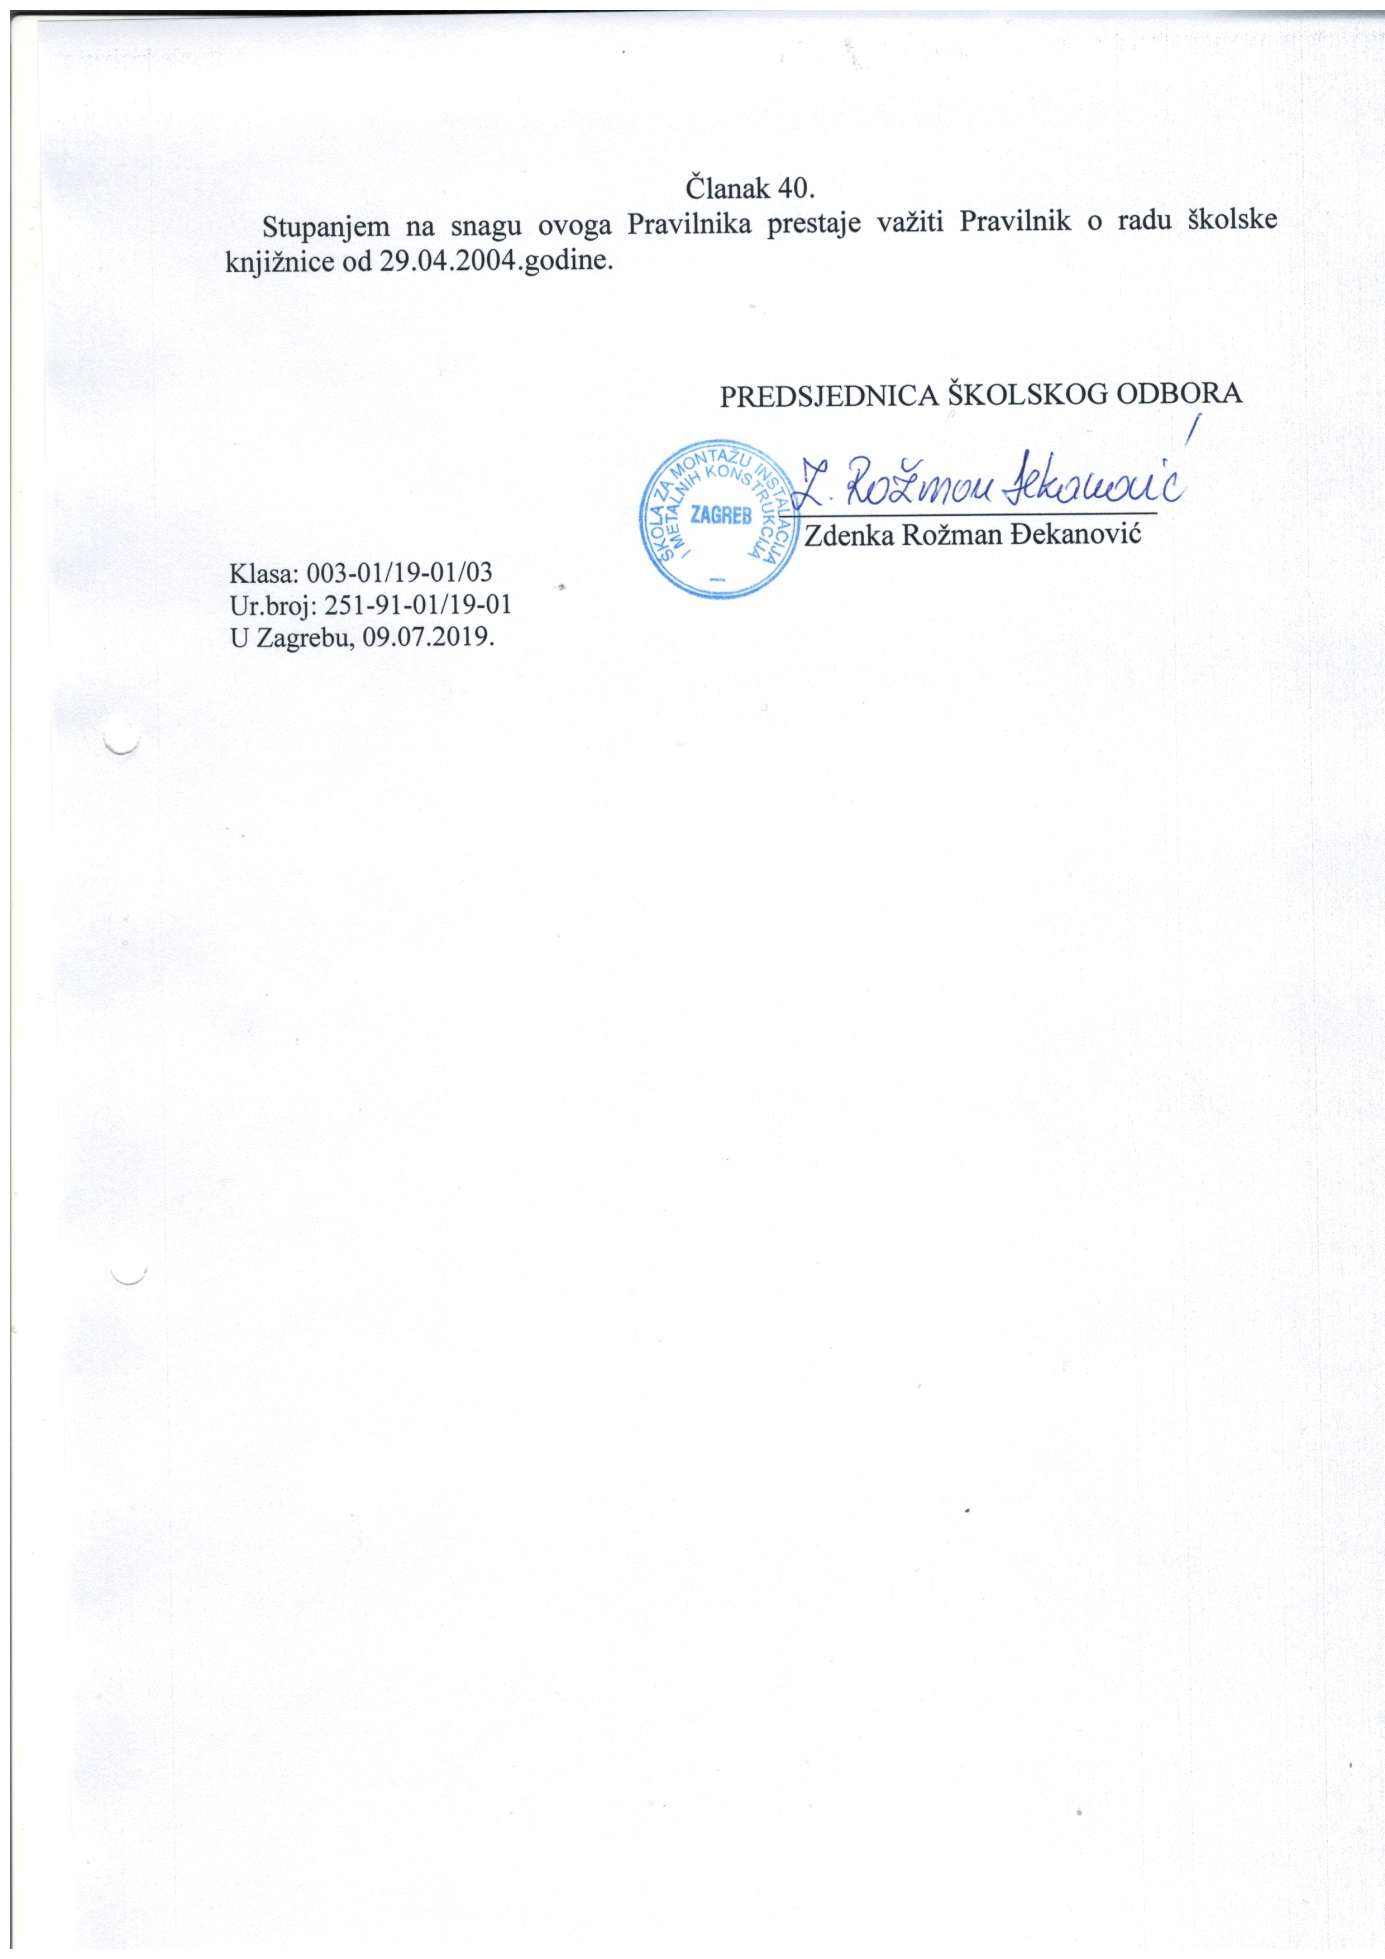 Članak 40.
Stupanjem na snagu ovoga Pravilnika prestaje važiti Pravilnik o radu školske
knjižnice od 29.04.2004.godine.
PREDSJEDNICA ŠKOLSKOG ODBORA
ŠKOLA ZA MONTAŽU INSTALACIJA
I METALNIH KONSTRUKCIJA
ZAGREB
Z. Rožman Đekanović
Zdenka Rožman Đekanović
Klasa: 003-01/19-01/03
Ur.broj: 251-91-01/19-01
U Zagrebu, 09.07.2019.